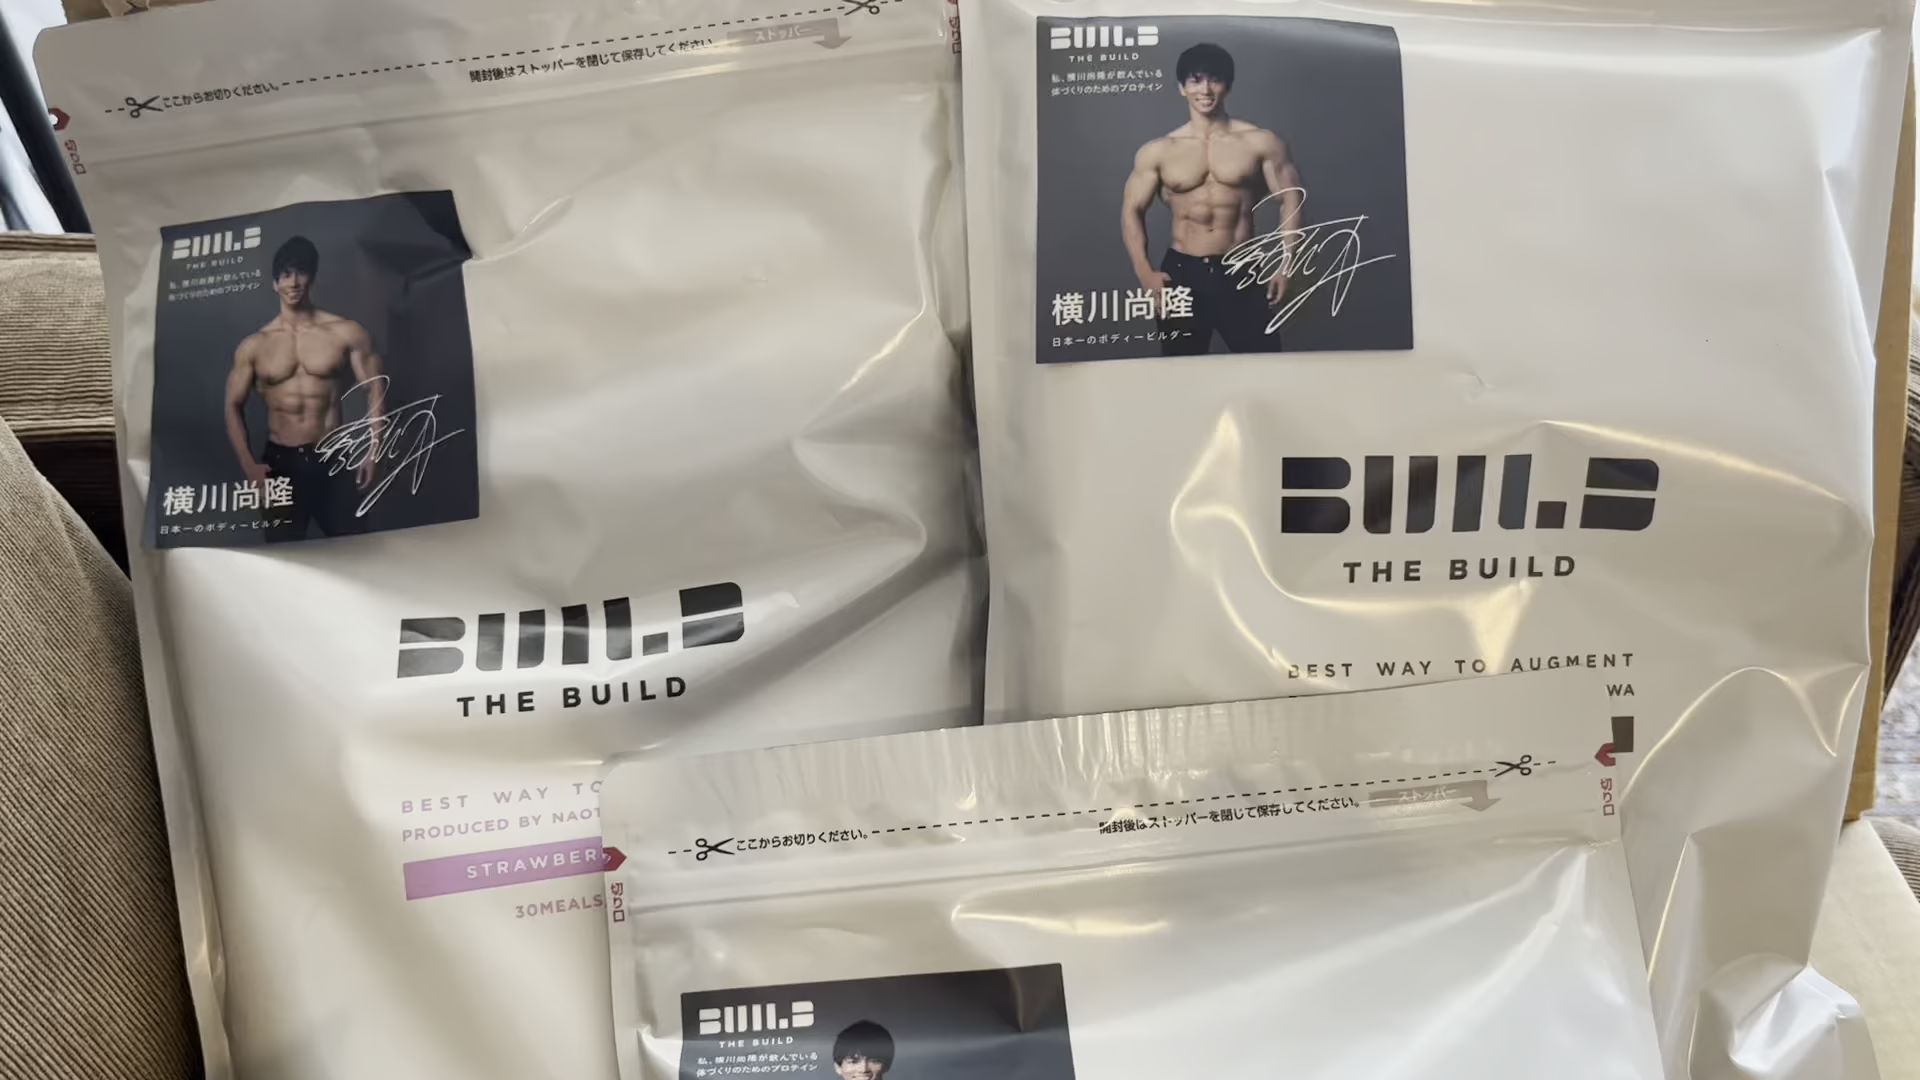 ここからお切りください。
開封後はストッパーを閉じて保存してください
ストッパー
切り口
BUILD
THE BUILD
私、横川尚隆が飲んでいる
体づくりのためのプロテイン
横川尚隆
日本一のボディービルダー
BUILD
THE BUILD
BEST WAY TO
PRODUCED BY NAOT
STRAWBER
30MEALS
切り口
BUILD
THE BUILD
私、横川尚隆が飲んでいる
体づくりのためのプロテイン
横川尚隆
日本一のボディービルダー
BUILD
THE BUILD
BEST WAY TO AUGMENT
WA
ここからお切りください。
開封後はストッパーを閉じて保存してください。
ストッパー
切り口
切り口
BUILD
THE BUILD
私、横川尚隆が飲んでいる
体づくりのためのプロテイン